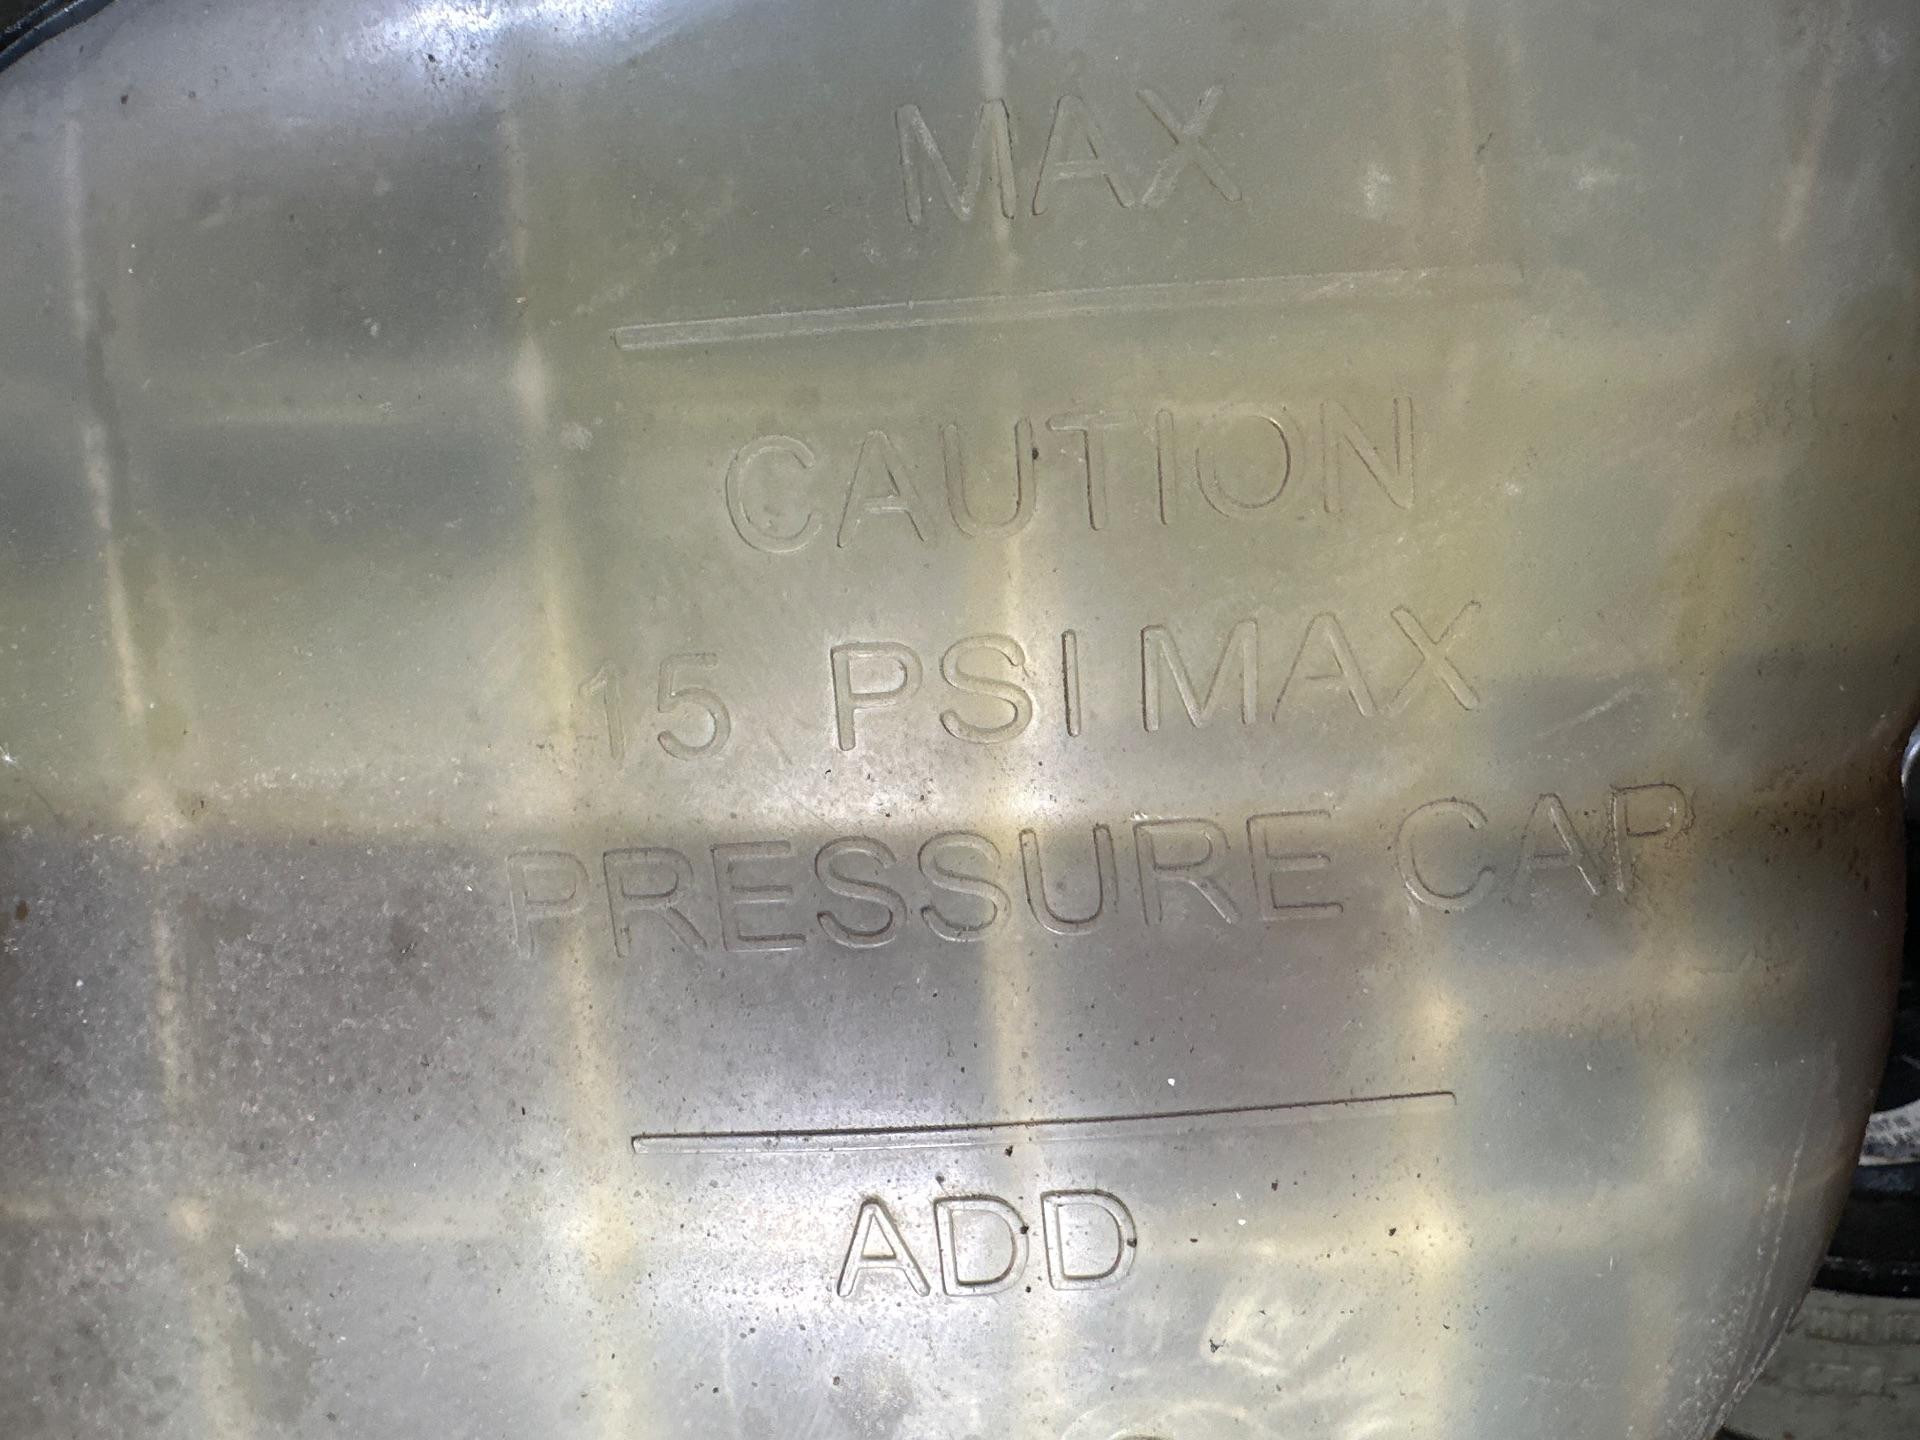 MAX
CAUTION
15 PSI MAX
PRESSURE CAP
ADD